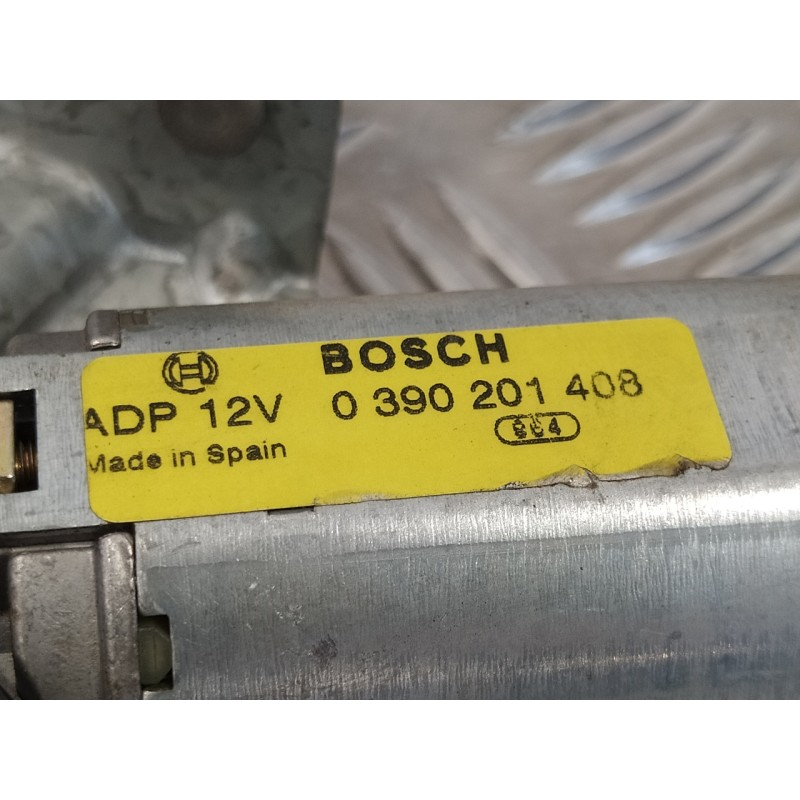 BOSCH
ADP 12V 0 390 201 408
Made in Spain